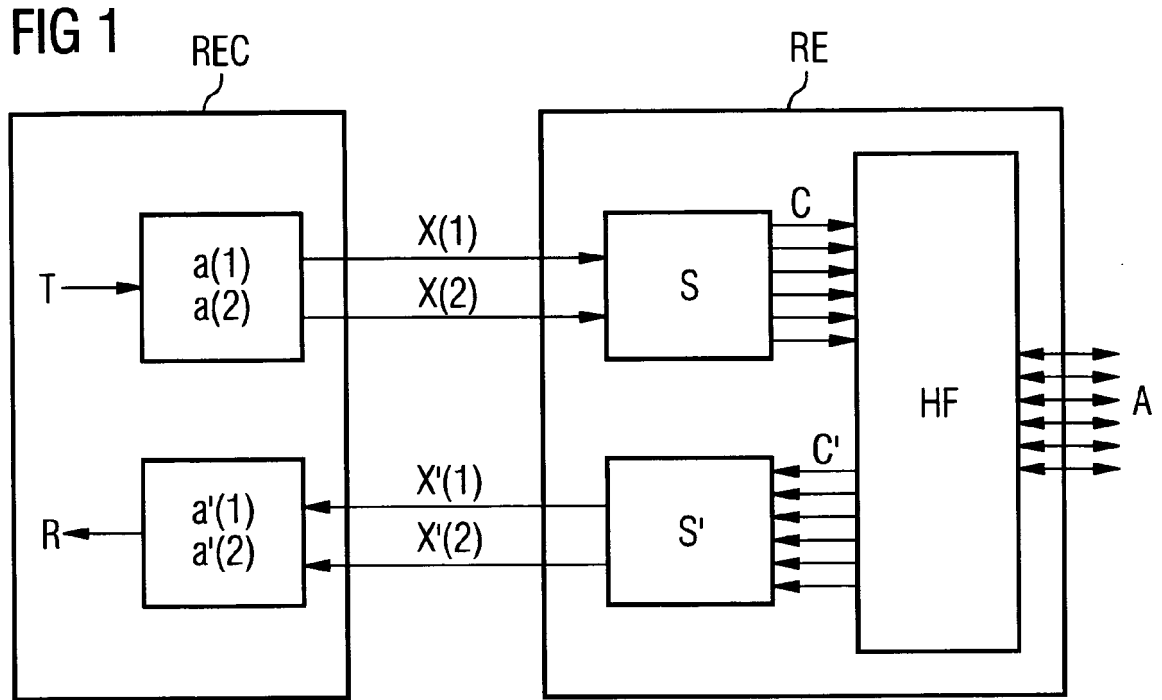 FIG 1
REC
RE
T
a(1)
a(2)
X(1)
X(2)
S
C
HF
A
R
a'(1)
a'(2)
X'(1)
X'(2)
S'
C'